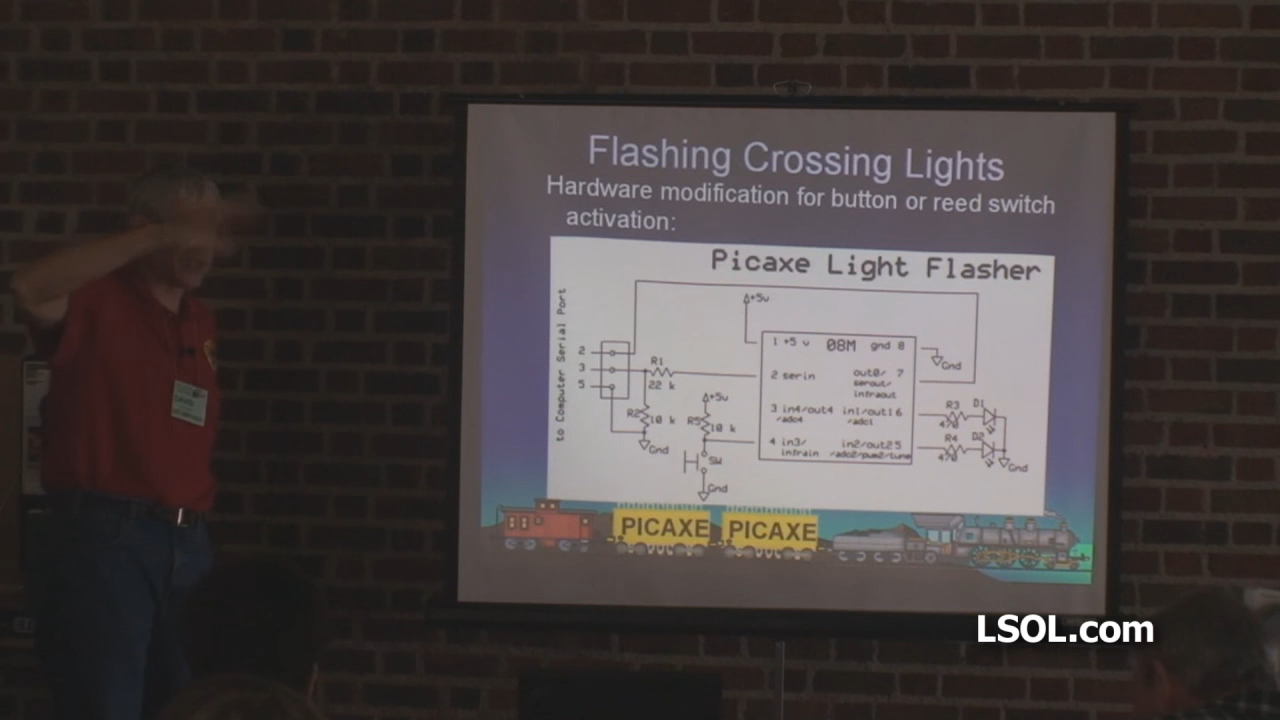 Flashing Crossing Lights
Hardware modification for button or reed switch
activation:
Picaxe Light Flasher
to Computer Serial Port
+5v
1 +5 v 08M gnd 8
Gnd
2
3
5
R1
22 k
2 serin
out0/ 7
serout/
infraout
R2
10 k
Gnd
+5v
R5
10 k
3 in4/out4 in1/out1 6
/adc4 /adc1
4 in3/ in2/out2 5
infrain /adc2/pwm2/tune
R3
470
D1
R4
470
D2
Gnd
SW
Gnd
PICAXE PICAXE
LSOL.com